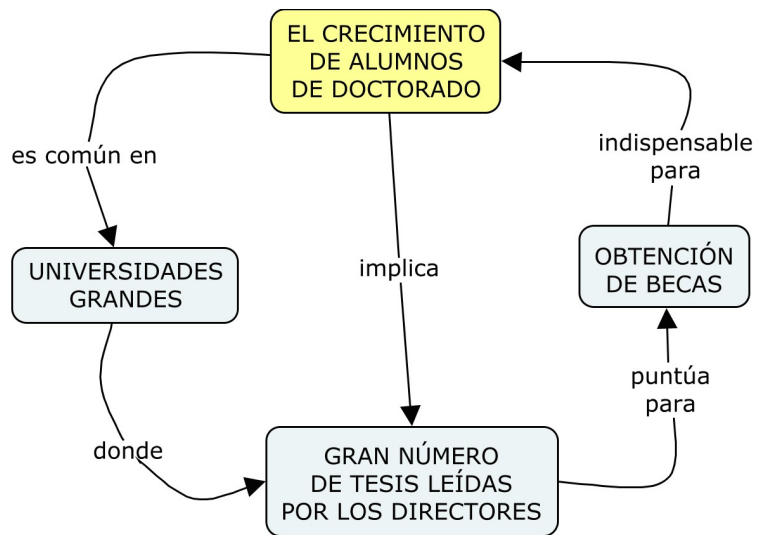 EL CRECIMIENTO
DE ALUMNOS
DE DOCTORADO
es común en
indispensable
para
implica
UNIVERSIDADES
GRANDES
OBTENCIÓN
DE BECAS
puntúa
para
donde
GRAN NÚMERO
DE TESIS LEÍDAS
POR LOS DIRECTORES